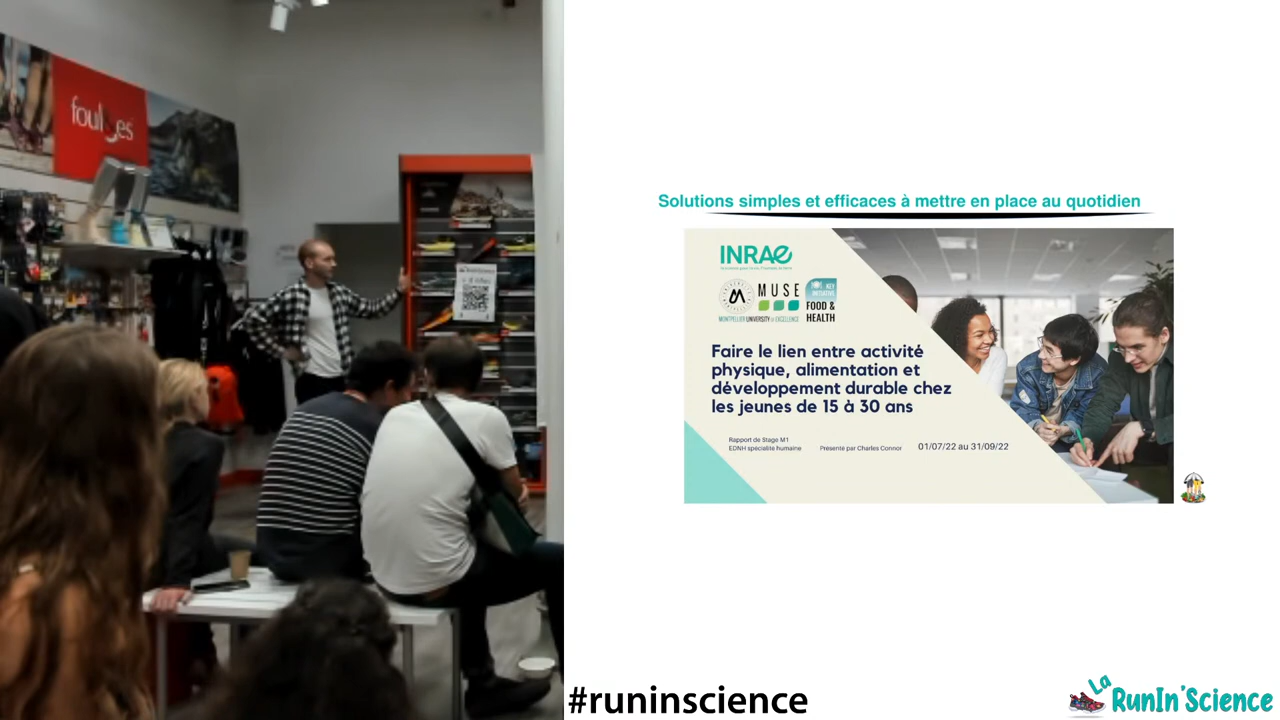 foulées
Solutions simples et efficaces à mettre en place au quotidien
INRAE
MUSE
KEY
INITIATIVE
FOOD &
HEALTH
MONTPELLIER UNIVERSITY OF EXCELLENCE
Faire le lien entre activité
physique, alimentation et
développement durable chez
les jeunes de 15 à 30 ans
Rapport de Stage M1
EDNH spécialité humaine
Présenté par Charles Connor
01/07/22 au 31/09/22
#runinscience
La
RunIn'Science